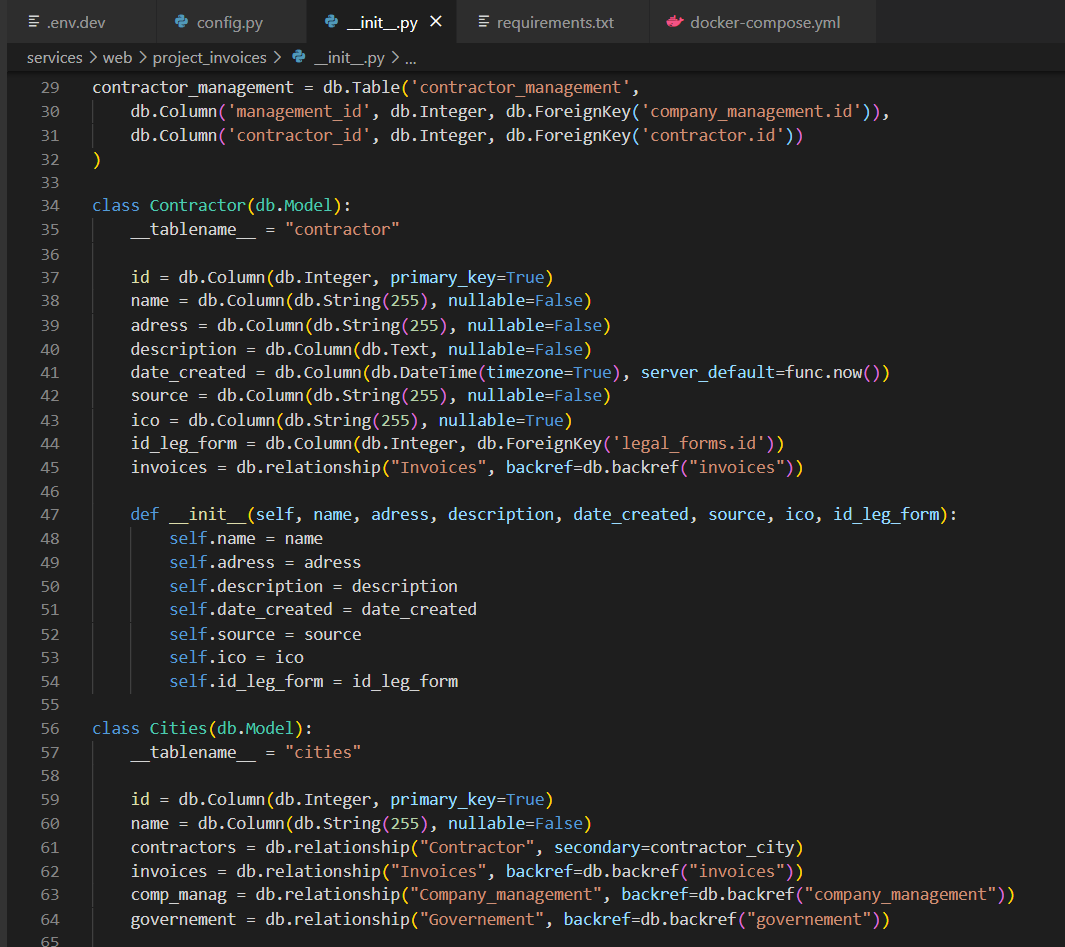 .env.dev config.py __init__.py × requirements.txt docker-compose.yml
services > web > project_invoices > __init__.py > ...
29 contractor_management = db.Table('contractor_management',
30     db.Column('management_id', db.Integer, db.ForeignKey('company_management.id')),
31     db.Column('contractor_id', db.Integer, db.ForeignKey('contractor.id'))
32 )
33
34 class Contractor(db.Model):
35     __tablename__ = "contractor"
36
37     id = db.Column(db.Integer, primary_key=True)
38     name = db.Column(db.String(255), nullable=False)
39     adress = db.Column(db.String(255), nullable=False)
40     description = db.Column(db.Text, nullable=False)
41     date_created = db.Column(db.DateTime(timezone=True), server_default=func.now())
42     source = db.Column(db.String(255), nullable=False)
43     ico = db.Column(db.String(255), nullable=True)
44     id_leg_form = db.Column(db.Integer, db.ForeignKey('legal_forms.id'))
45     invoices = db.relationship("Invoices", backref=db.backref("invoices"))
46
47     def __init__(self, name, adress, description, date_created, source, ico, id_leg_form):
48         self.name = name
49         self.adress = adress
50         self.description = description
51         self.date_created = date_created
52         self.source = source
53         self.ico = ico
54         self.id_leg_form = id_leg_form
55
56 class Cities(db.Model):
57     __tablename__ = "cities"
58
59     id = db.Column(db.Integer, primary_key=True)
60     name = db.Column(db.String(255), nullable=False)
61     contractors = db.relationship("Contractor", secondary=contractor_city)
62     invoices = db.relationship("Invoices", backref=db.backref("invoices"))
63     comp_manag = db.relationship("Company_management", backref=db.backref("company_management"))
64     governement = db.relationship("Governement", backref=db.backref("governement"))
65